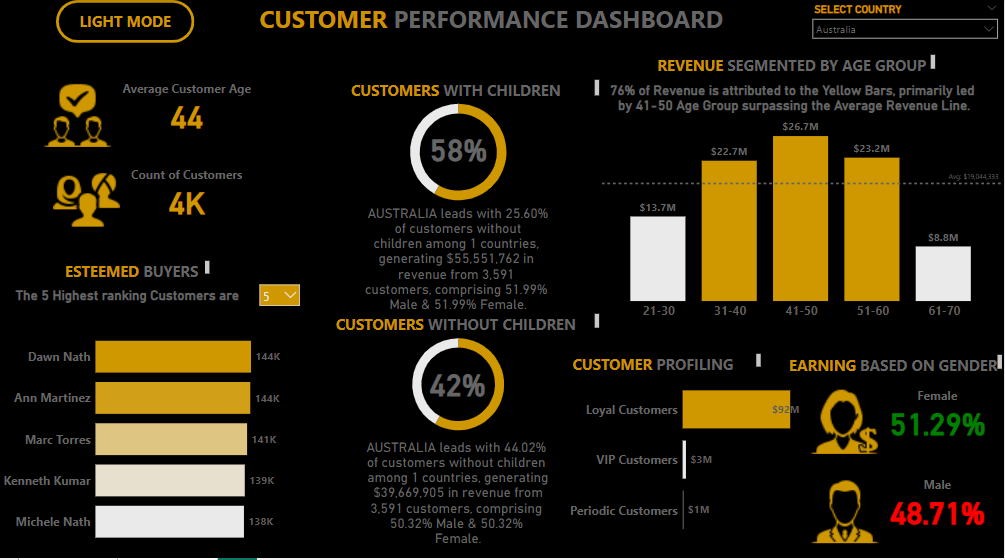 LIGHT MODE
CUSTOMER PERFORMANCE DASHBOARD
SELECT COUNTRY
Australia
Average Customer Age
44
Count of Customers
4K
ESTEEMED BUYERS
The 5 Highest ranking Customers are
5
Dawn Nath
144K
Ann Martinez
144K
Marc Torres
141K
Kenneth Kumar
139K
Michele Nath
138K
CUSTOMERS WITH CHILDREN
58%
AUSTRALIA leads with 25.60%
of customers without
children among 1 countries,
generating $55,551,762 in
revenue from 3,591
customers, comprising 51.99%
Male & 51.99% Female.
CUSTOMERS WITHOUT CHILDREN
42%
AUSTRALIA leads with 44.02%
of customers without children
among 1 countries, generating
$39,669,905 in revenue from
3,591 customers, comprising
50.32% Male & 50.32%
Female.
REVENUE SEGMENTED BY AGE GROUP
76% of Revenue is attributed to the Yellow Bars, primarily led
by 41-50 Age Group surpassing the Average Revenue Line.
$13.7M
$22.7M
$26.7M
$23.2M
$8.8M
Avg: $19,044,333
21-30
31-40
41-50
51-60
61-70
CUSTOMER PROFILING
Loyal Customers
$92M
VIP Customers
$3M
Periodic Customers
$1M
EARNING BASED ON GENDER
Female
51.29%
Male
48.71%